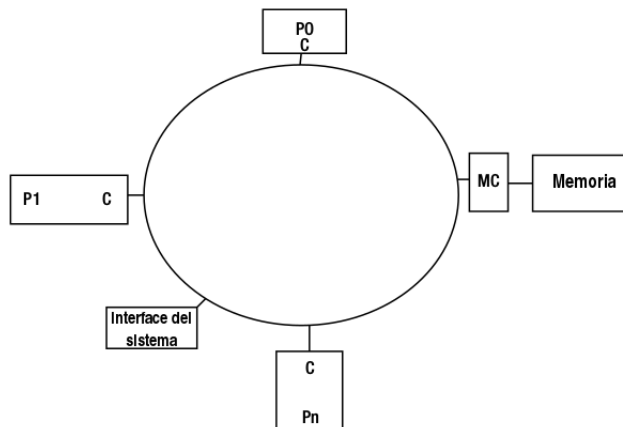 P0
C
P1 C
MC
Memoria
Interface del
sistema
C
Pn